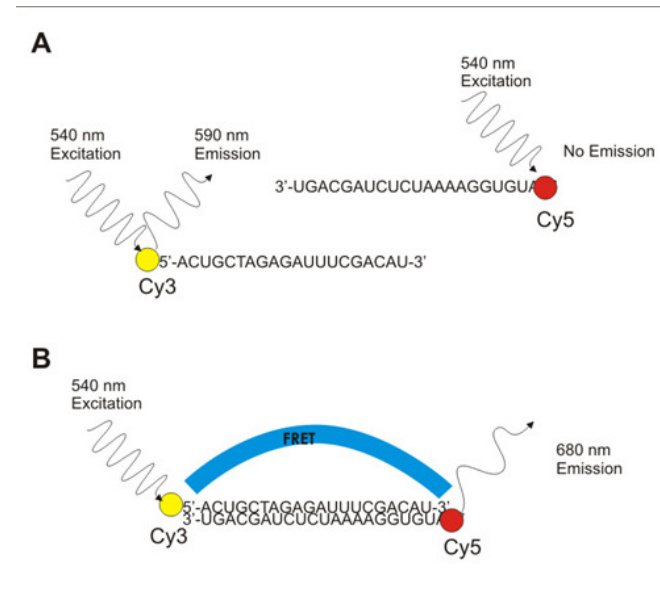 A
540 nm
Excitation
590 nm
Emission
540 nm
Excitation
No Emission
3'-UGACGAUCUCUAAAAGGUGUA
Cy5
5'-ACUGCTAGAGAUUUCGACAU-3'
Cy3
B
540 nm
Excitation
FRET
680 nm
Emission
5'-ACUGCTAGAGAUUUCGACAU-3'
3'-UGACGAUCUCUAAAAGGUGUA
Cy3
Cy5